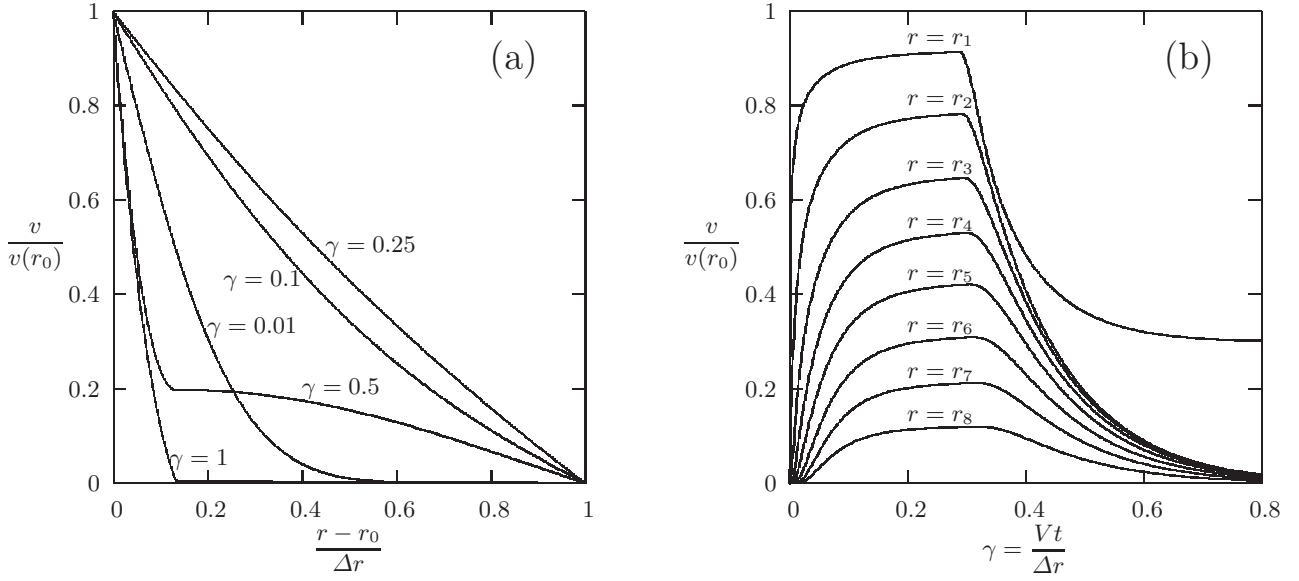 (a)
1
0.8
0.6
0.4
0.2
0
v
v(r₀)
γ = 0.25
γ = 0.1
γ = 0.01
γ = 0.5
γ = 1
0 0.2 0.4 0.6 0.8 1
r − r₀
Δr
(b)
1
0.8
0.6
0.4
0.2
0
v
v(r₀)
r = r₁
r = r₂
r = r₃
r = r₄
r = r₅
r = r₆
r = r₇
r = r₈
0 0.2 0.4 0.6 0.8
γ = Vt
Δr